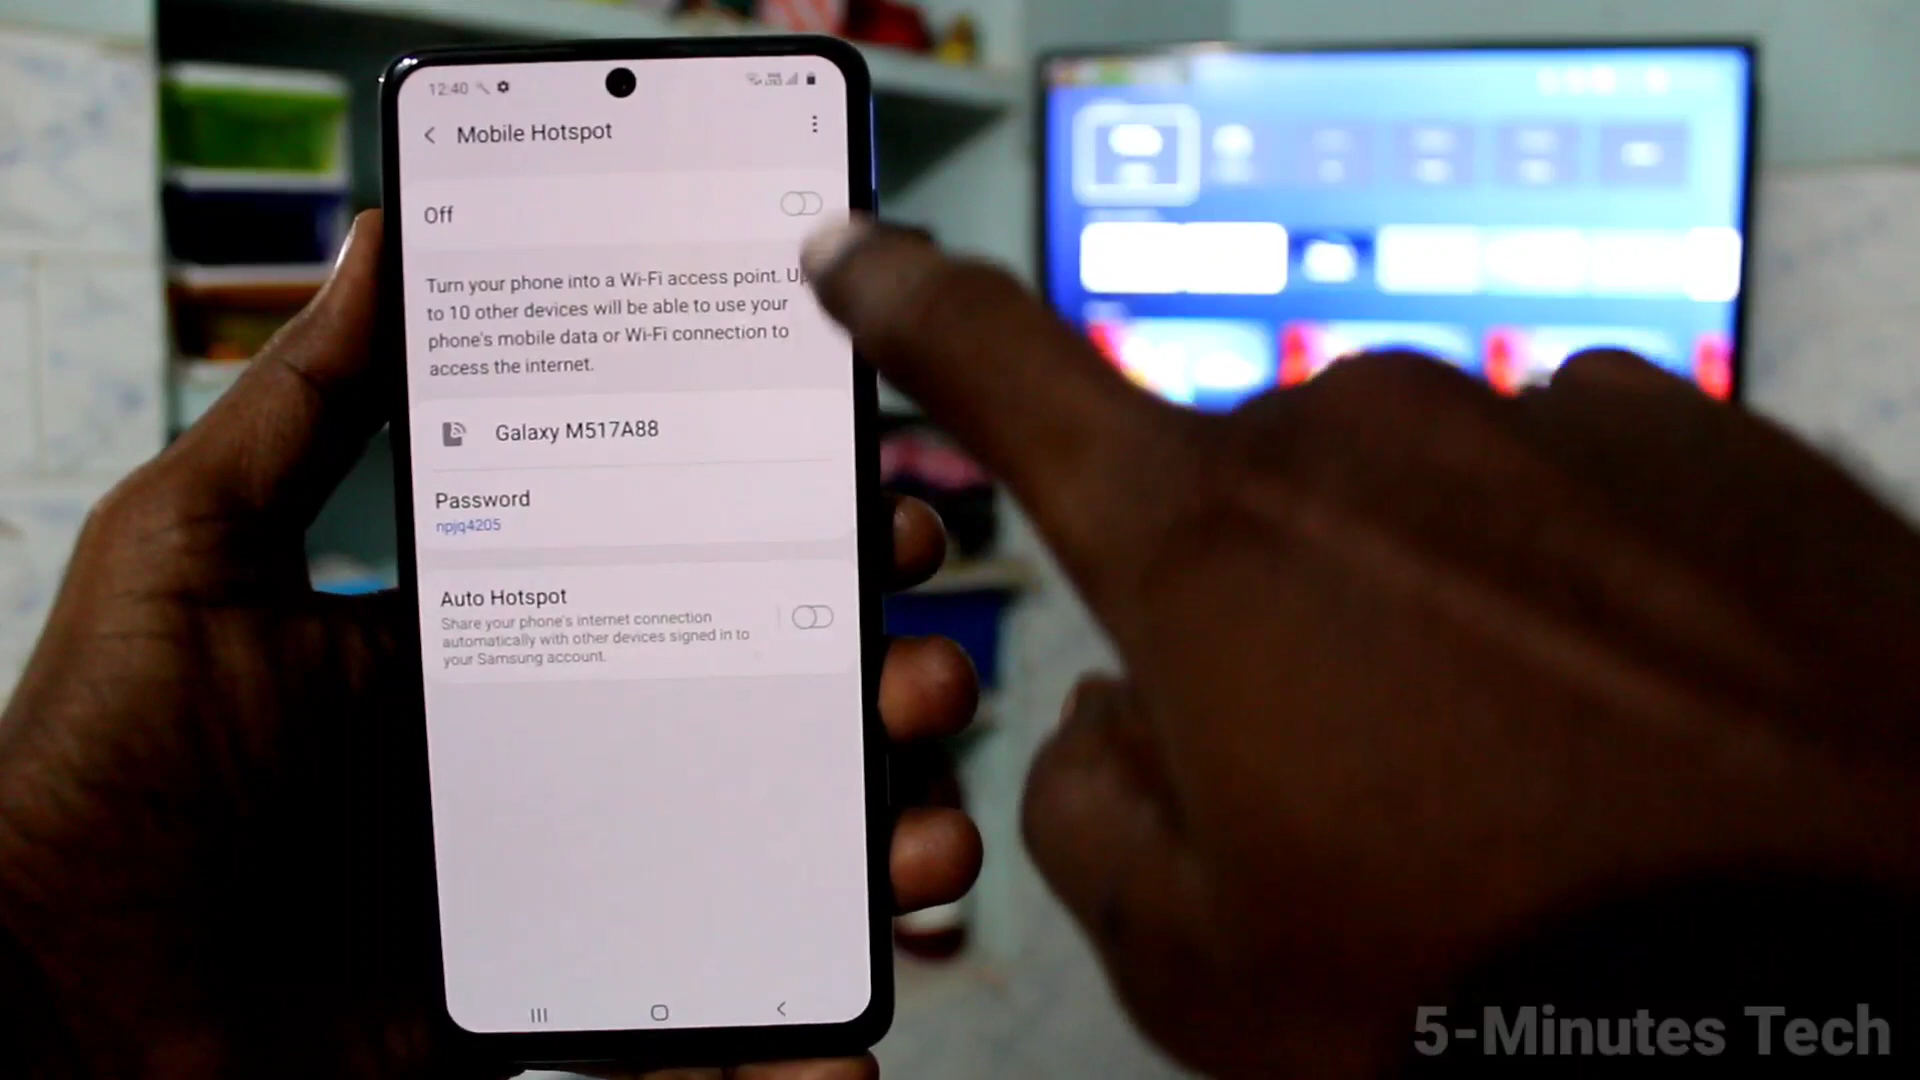 12:40
Mobile Hotspot
Off
Turn your phone into a Wi-Fi access point. Up
to 10 other devices will be able to use your
phone's mobile data or Wi-Fi connection to
access the internet.
Galaxy M517A88
Password
npjq4205
Auto Hotspot
Share your phone's internet connection
automatically with other devices signed in to
your Samsung account.
5-Minutes Tech